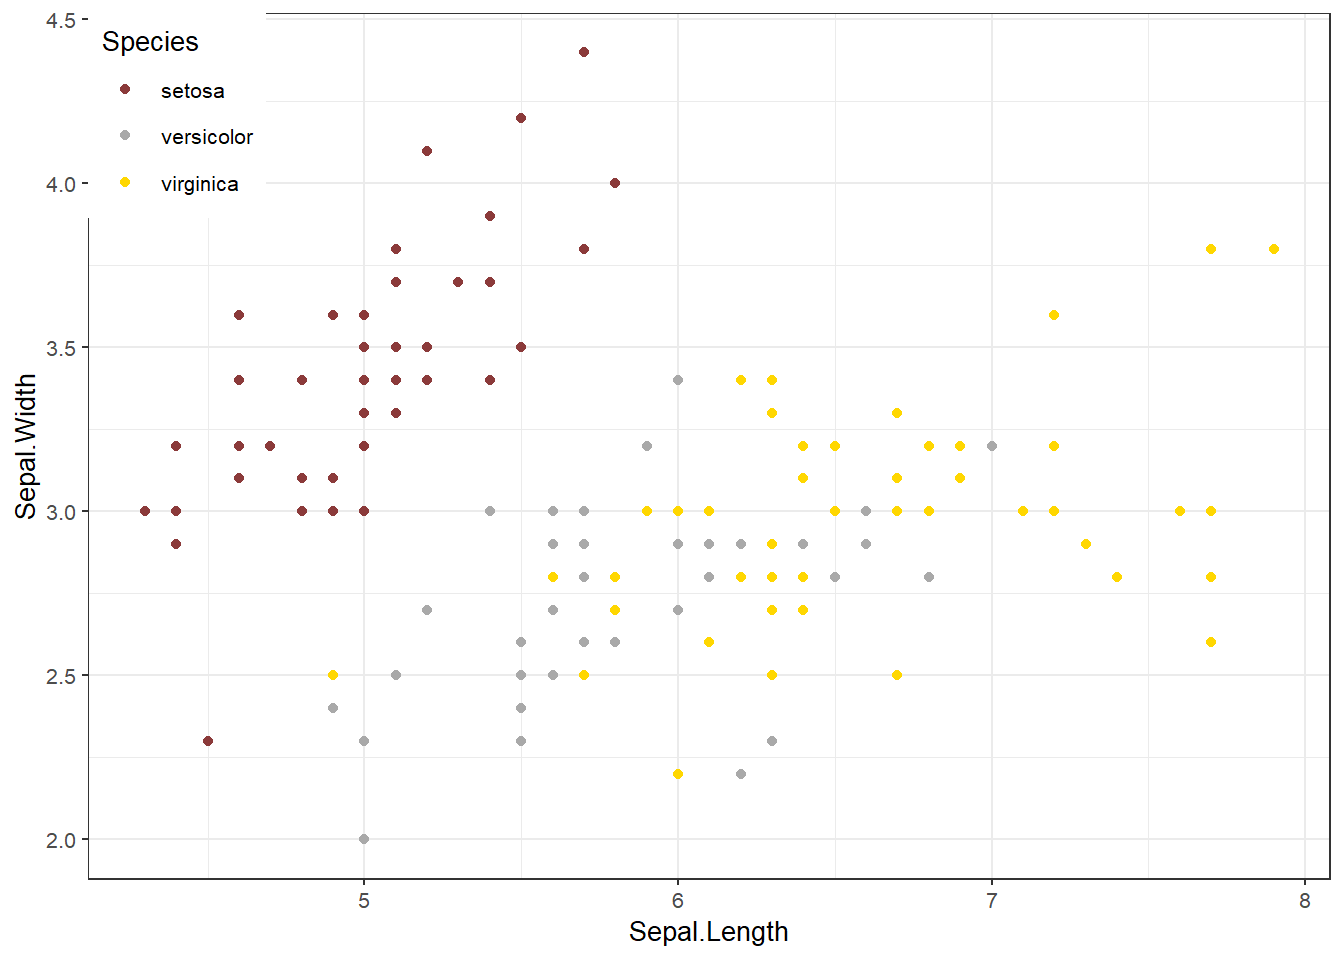 Species
setosa
versicolor
virginica
4.5
4.0
3.5
3.0
2.5
2.0
Sepal.Width
5 6 7 8
Sepal.Length